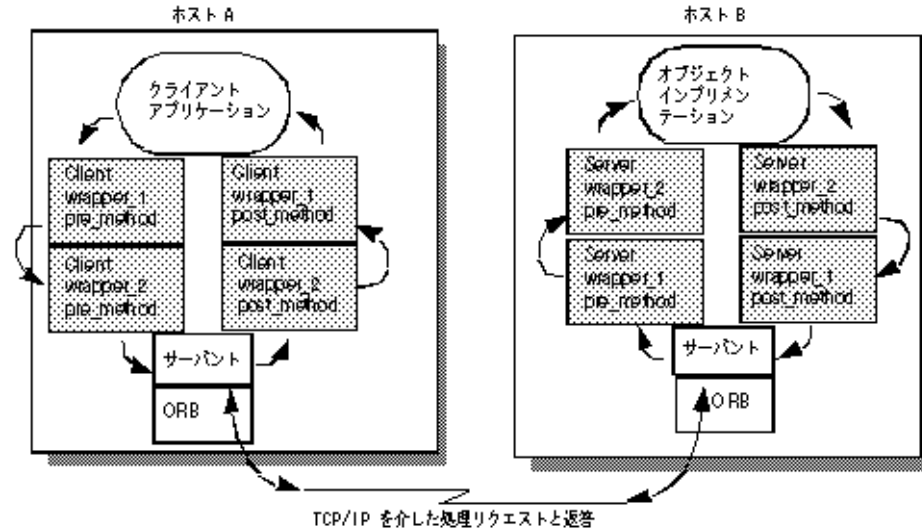 ホスト A
クライアント
アプリケーション
Client
wrapper_1
pre_method
Client
wrapper_1
post_method
Client
wrapper_2
pre_method
Client
wrapper_2
post_method
サーバント
ORB
ホスト B
オブジェクト
インプリメン
テーション
Server
wrapper_2
pre_method
Server
wrapper_2
post_method
Server
wrapper_1
pre_method
Server
wrapper_1
post_method
サーバント
ORB
TCP/IP を介した処理リクエストと返答